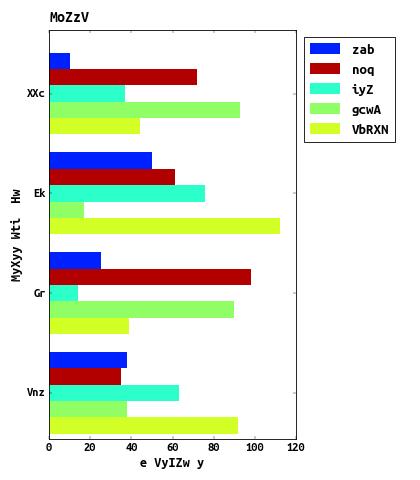 MoZzV
zab
noq
iyZ
gcwA
VbRXN
XXc
Ek
Gr
Vnz
MyXyy Wti  Hw
0 20 40 60 80 100 120
e VyIZw y